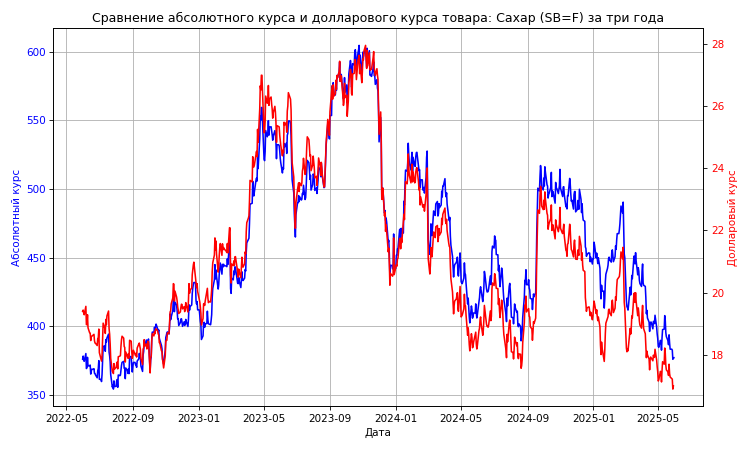 Сравнение абсолютного курса и долларового курса товара: Сахар (SB=F) за три года
Абсолютный курс
600
550
500
450
400
350
28
26
24
22
20
18
Долларовый курс
2022-05 2022-09 2023-01 2023-05 2023-09 2024-01 2024-05 2024-09 2025-01 2025-05
Дата